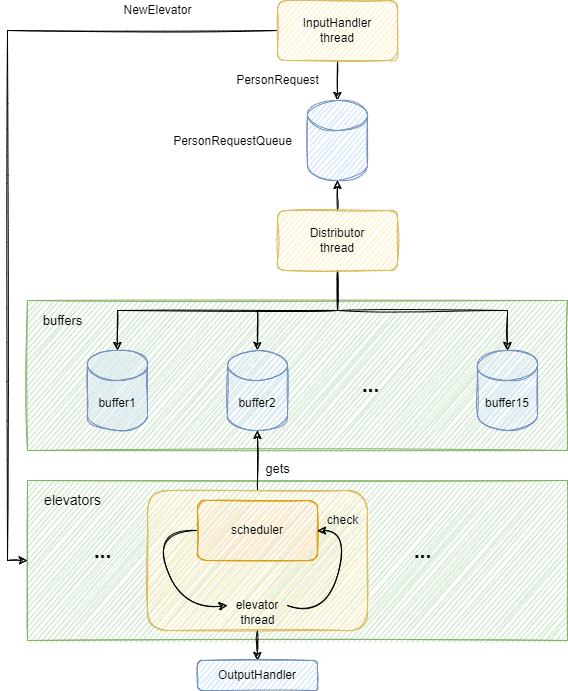 NewElevator
InputHandler
thread
PersonRequest
PersonRequestQueue
Distributor
thread
buffers
buffer1
buffer2
...
buffer15
gets
elevators
scheduler
check
...
...
elevator
thread
OutputHandler